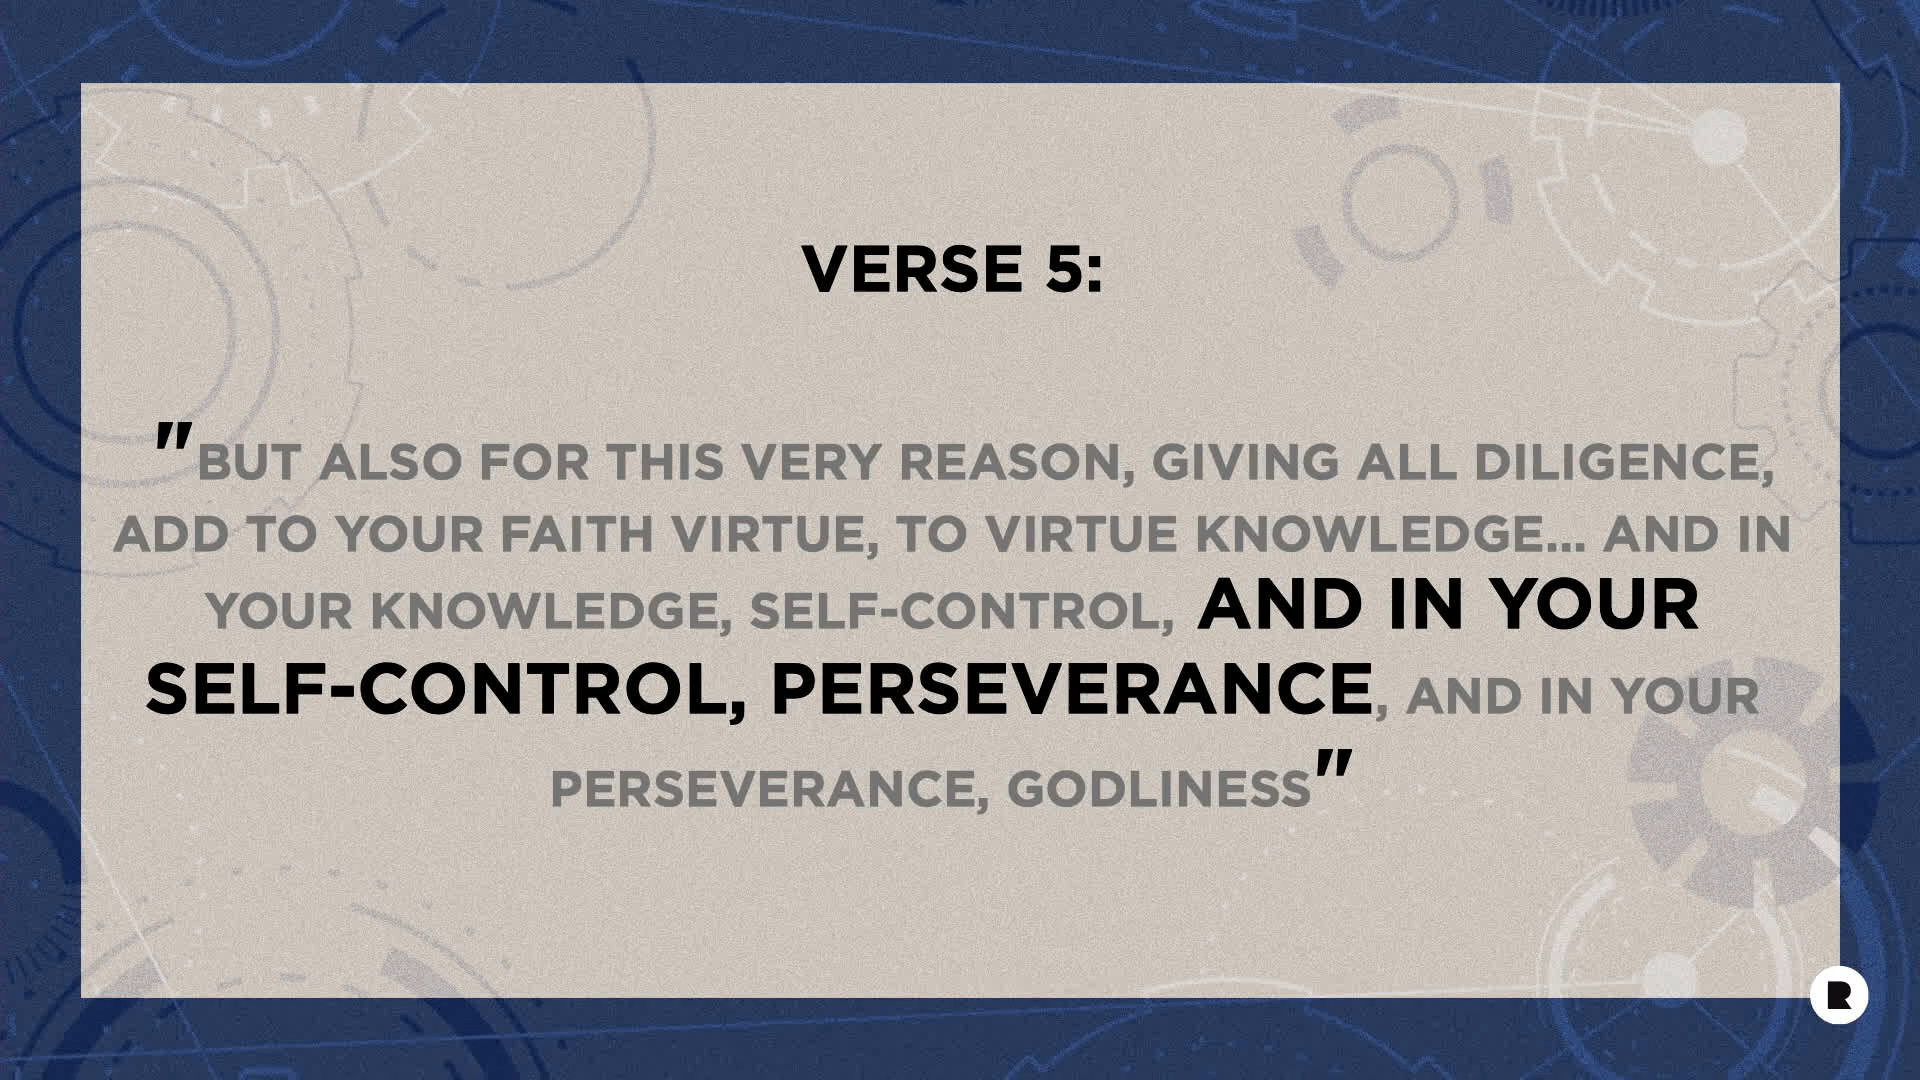 VERSE 5:
"BUT ALSO FOR THIS VERY REASON, GIVING ALL DILIGENCE,
ADD TO YOUR FAITH VIRTUE, TO VIRTUE KNOWLEDGE... AND IN
YOUR KNOWLEDGE, SELF-CONTROL, AND IN YOUR
SELF-CONTROL, PERSEVERANCE, AND IN YOUR
PERSEVERANCE, GODLINESS"
R